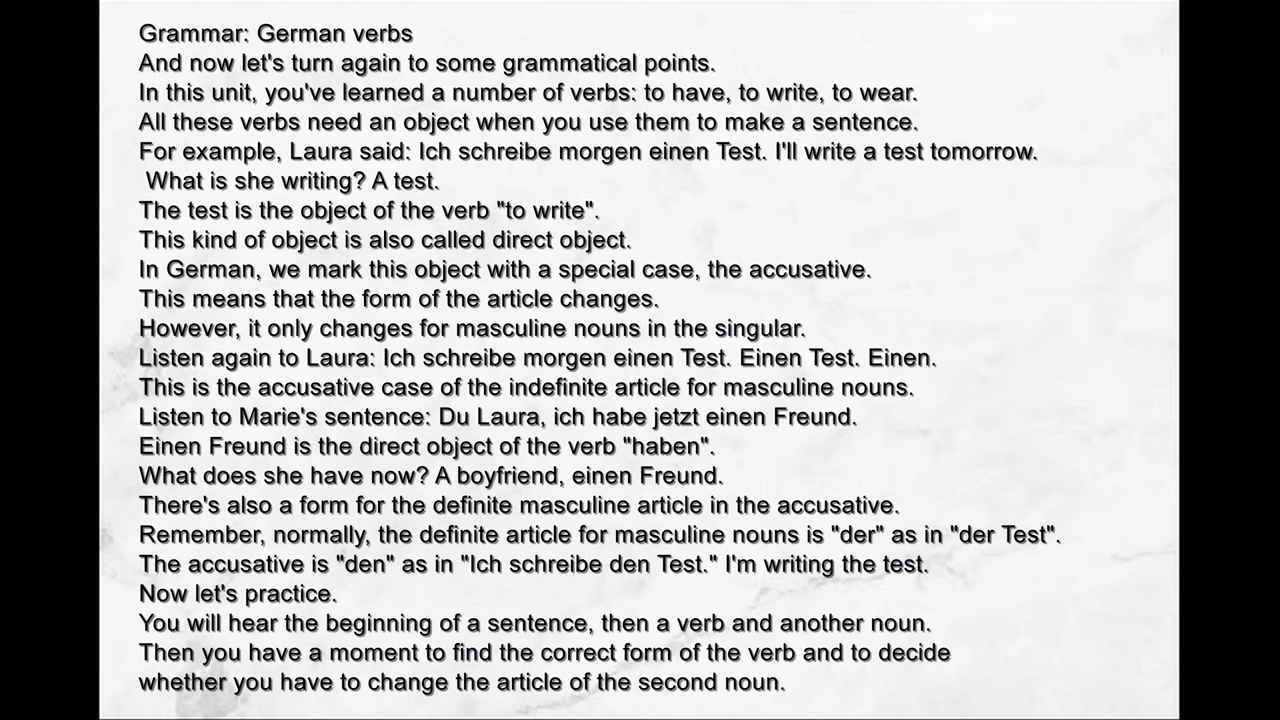 Grammar: German verbs
And now let's turn again to some grammatical points.
In this unit, you've learned a number of verbs: to have, to write, to wear.
All these verbs need an object when you use them to make a sentence.
For example, Laura said: Ich schreibe morgen einen Test. I'll write a test tomorrow.
What is she writing? A test.
The test is the object of the verb "to write".
This kind of object is also called direct object.
In German, we mark this object with a special case, the accusative.
This means that the form of the article changes.
However, it only changes for masculine nouns in the singular.
Listen again to Laura: Ich schreibe morgen einen Test. Einen Test. Einen.
This is the accusative case of the indefinite article for masculine nouns.
Listen to Marie's sentence: Du Laura, ich habe jetzt einen Freund.
Einen Freund is the direct object of the verb "haben".
What does she have now? A boyfriend, einen Freund.
There's also a form for the definite masculine article in the accusative.
Remember, normally, the definite article for masculine nouns is "der" as in "der Test".
The accusative is "den" as in "Ich schreibe den Test." I'm writing the test.
Now let's practice.
You will hear the beginning of a sentence, then a verb and another noun.
Then you have a moment to find the correct form of the verb and to decide
whether you have to change the article of the second noun.